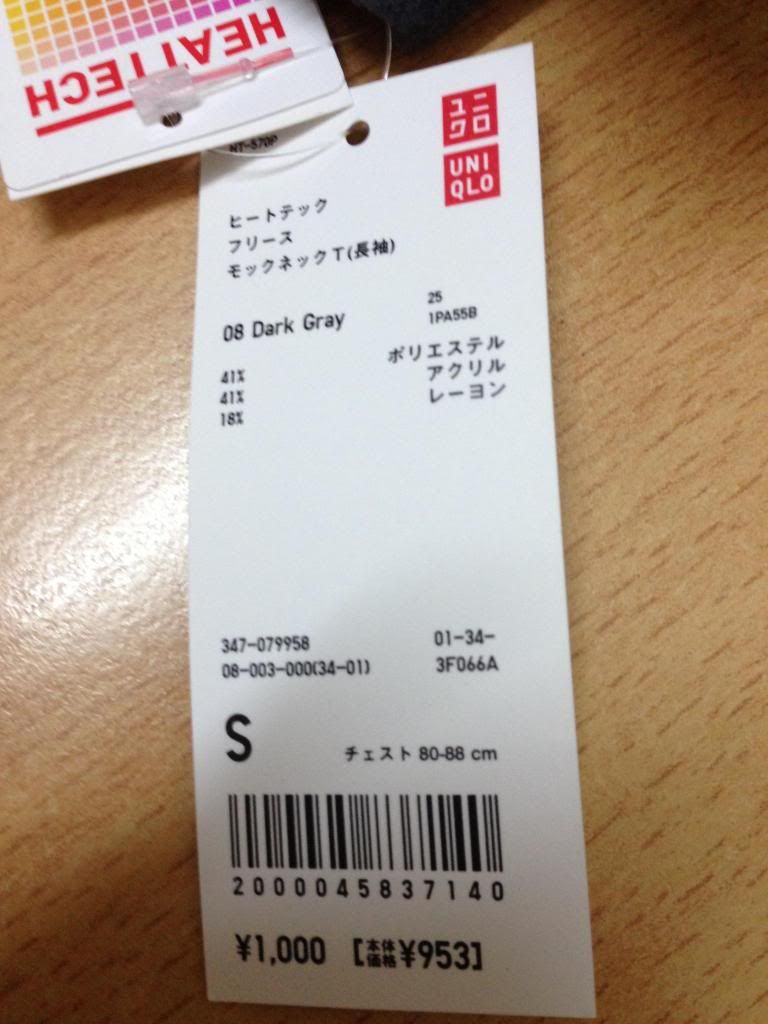 HEATTECH
HT-570P
ユニ
クロ
UNI
QLO
ヒートテック
フリース
モックネックT(長袖)
08 Dark Gray
25
1PA55B
41% ポリエステル
41% アクリル
18% レーヨン
347-079958 01-34-
08-003-000(34-01) 3F066A
S チェスト 80-88 cm
2000045837140
¥1,000 [本体価格¥953]